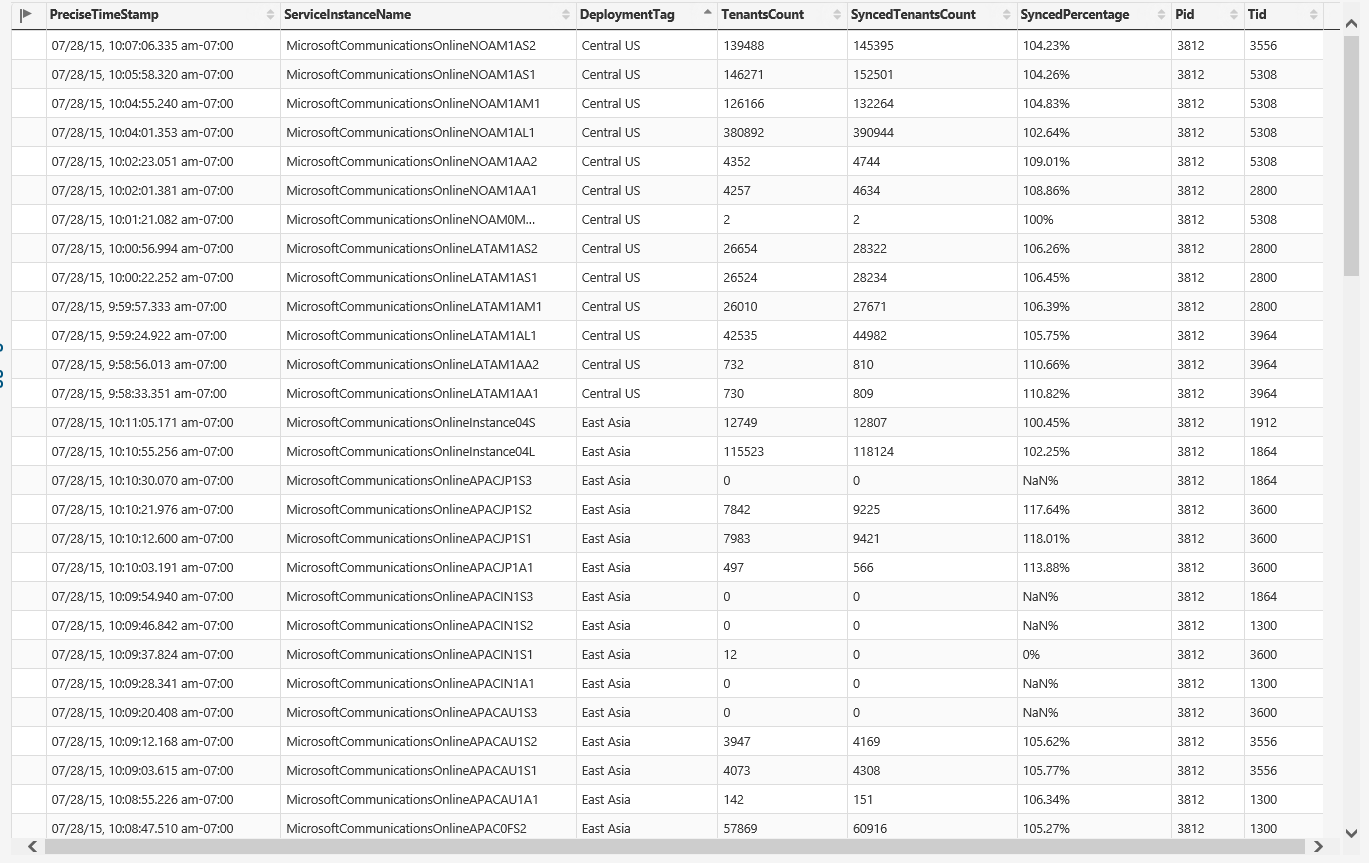 PreciseTimeStamp ServiceInstanceName DeploymentTag TenantsCount SyncedTenantsCount SyncedPercentage Pid Tid
07/28/15, 10:07:06.335 am-07:00 MicrosoftCommunicationsOnlineNOAM1AS2 Central US 139488 145395 104.23% 3812 3556
07/28/15, 10:05:58.320 am-07:00 MicrosoftCommunicationsOnlineNOAM1AS1 Central US 146271 152501 104.26% 3812 5308
07/28/15, 10:04:55.240 am-07:00 MicrosoftCommunicationsOnlineNOAM1AM1 Central US 126166 132264 104.83% 3812 5308
07/28/15, 10:04:01.353 am-07:00 MicrosoftCommunicationsOnlineNOAM1AL1 Central US 380892 390944 102.64% 3812 5308
07/28/15, 10:02:23.051 am-07:00 MicrosoftCommunicationsOnlineNOAM1AA2 Central US 4352 4744 109.01% 3812 5308
07/28/15, 10:02:01.381 am-07:00 MicrosoftCommunicationsOnlineNOAM1AA1 Central US 4257 4634 108.86% 3812 2800
07/28/15, 10:01:21.082 am-07:00 MicrosoftCommunicationsOnlineNOAM0M... Central US 2 2 100% 3812 5308
07/28/15, 10:00:56.994 am-07:00 MicrosoftCommunicationsOnlineLATAM1AS2 Central US 26654 28322 106.26% 3812 2800
07/28/15, 10:00:22.252 am-07:00 MicrosoftCommunicationsOnlineLATAM1AS1 Central US 26524 28234 106.45% 3812 2800
07/28/15, 9:59:57.333 am-07:00 MicrosoftCommunicationsOnlineLATAM1AM1 Central US 26010 27671 106.39% 3812 2800
07/28/15, 9:59:24.922 am-07:00 MicrosoftCommunicationsOnlineLATAM1AL1 Central US 42535 44982 105.75% 3812 3964
07/28/15, 9:58:56.013 am-07:00 MicrosoftCommunicationsOnlineLATAM1AA2 Central US 732 810 110.66% 3812 3964
07/28/15, 9:58:33.351 am-07:00 MicrosoftCommunicationsOnlineLATAM1AA1 Central US 730 809 110.82% 3812 3964
07/28/15, 10:11:05.171 am-07:00 MicrosoftCommunicationsOnlineInstance04S East Asia 12749 12807 100.45% 3812 1912
07/28/15, 10:10:55.256 am-07:00 MicrosoftCommunicationsOnlineInstance04L East Asia 115523 118124 102.25% 3812 1864
07/28/15, 10:10:30.070 am-07:00 MicrosoftCommunicationsOnlineAPACJP1S3 East Asia 0 0 NaN% 3812 1864
07/28/15, 10:10:21.976 am-07:00 MicrosoftCommunicationsOnlineAPACJP1S2 East Asia 7842 9225 117.64% 3812 3600
07/28/15, 10:10:12.600 am-07:00 MicrosoftCommunicationsOnlineAPACJP1S1 East Asia 7983 9421 118.01% 3812 3600
07/28/15, 10:10:03.191 am-07:00 MicrosoftCommunicationsOnlineAPACJP1A1 East Asia 497 566 113.88% 3812 3600
07/28/15, 10:09:54.940 am-07:00 MicrosoftCommunicationsOnlineAPACIN1S3 East Asia 0 0 NaN% 3812 1864
07/28/15, 10:09:46.842 am-07:00 MicrosoftCommunicationsOnlineAPACIN1S2 East Asia 0 0 NaN% 3812 1300
07/28/15, 10:09:37.824 am-07:00 MicrosoftCommunicationsOnlineAPACIN1S1 East Asia 12 0 0% 3812 3600
07/28/15, 10:09:28.341 am-07:00 MicrosoftCommunicationsOnlineAPACIN1A1 East Asia 0 0 NaN% 3812 1300
07/28/15, 10:09:20.408 am-07:00 MicrosoftCommunicationsOnlineAPACAU1S3 East Asia 0 0 NaN% 3812 3600
07/28/15, 10:09:12.168 am-07:00 MicrosoftCommunicationsOnlineAPACAU1S2 East Asia 3947 4169 105.62% 3812 3556
07/28/15, 10:09:03.615 am-07:00 MicrosoftCommunicationsOnlineAPACAU1S1 East Asia 4073 4308 105.77% 3812 3556
07/28/15, 10:08:55.226 am-07:00 MicrosoftCommunicationsOnlineAPACAU1A1 East Asia 142 151 106.34% 3812 1300
07/28/15, 10:08:47.510 am-07:00 MicrosoftCommunicationsOnlineAPAC0FS2 East Asia 57869 60916 105.27% 3812 1300